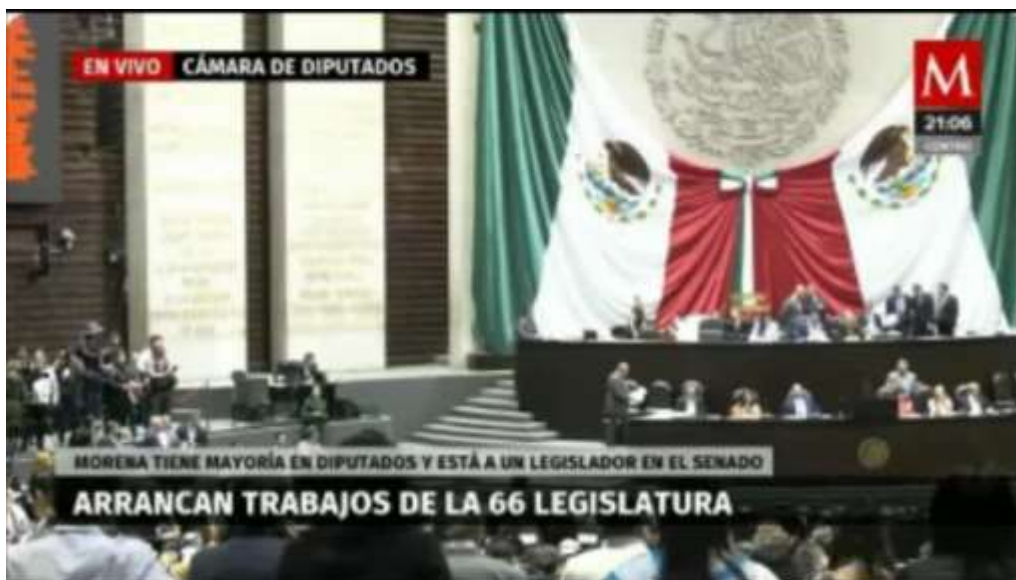 EN VIVO CÁMARA DE DIPUTADOS
M
21:06
CENTRO
MORENA TIENE MAYORÍA EN DIPUTADOS Y ESTÁ A UN LEGISLADOR EN EL SENADO
ARRANCAN TRABAJOS DE LA 66 LEGISLATURA